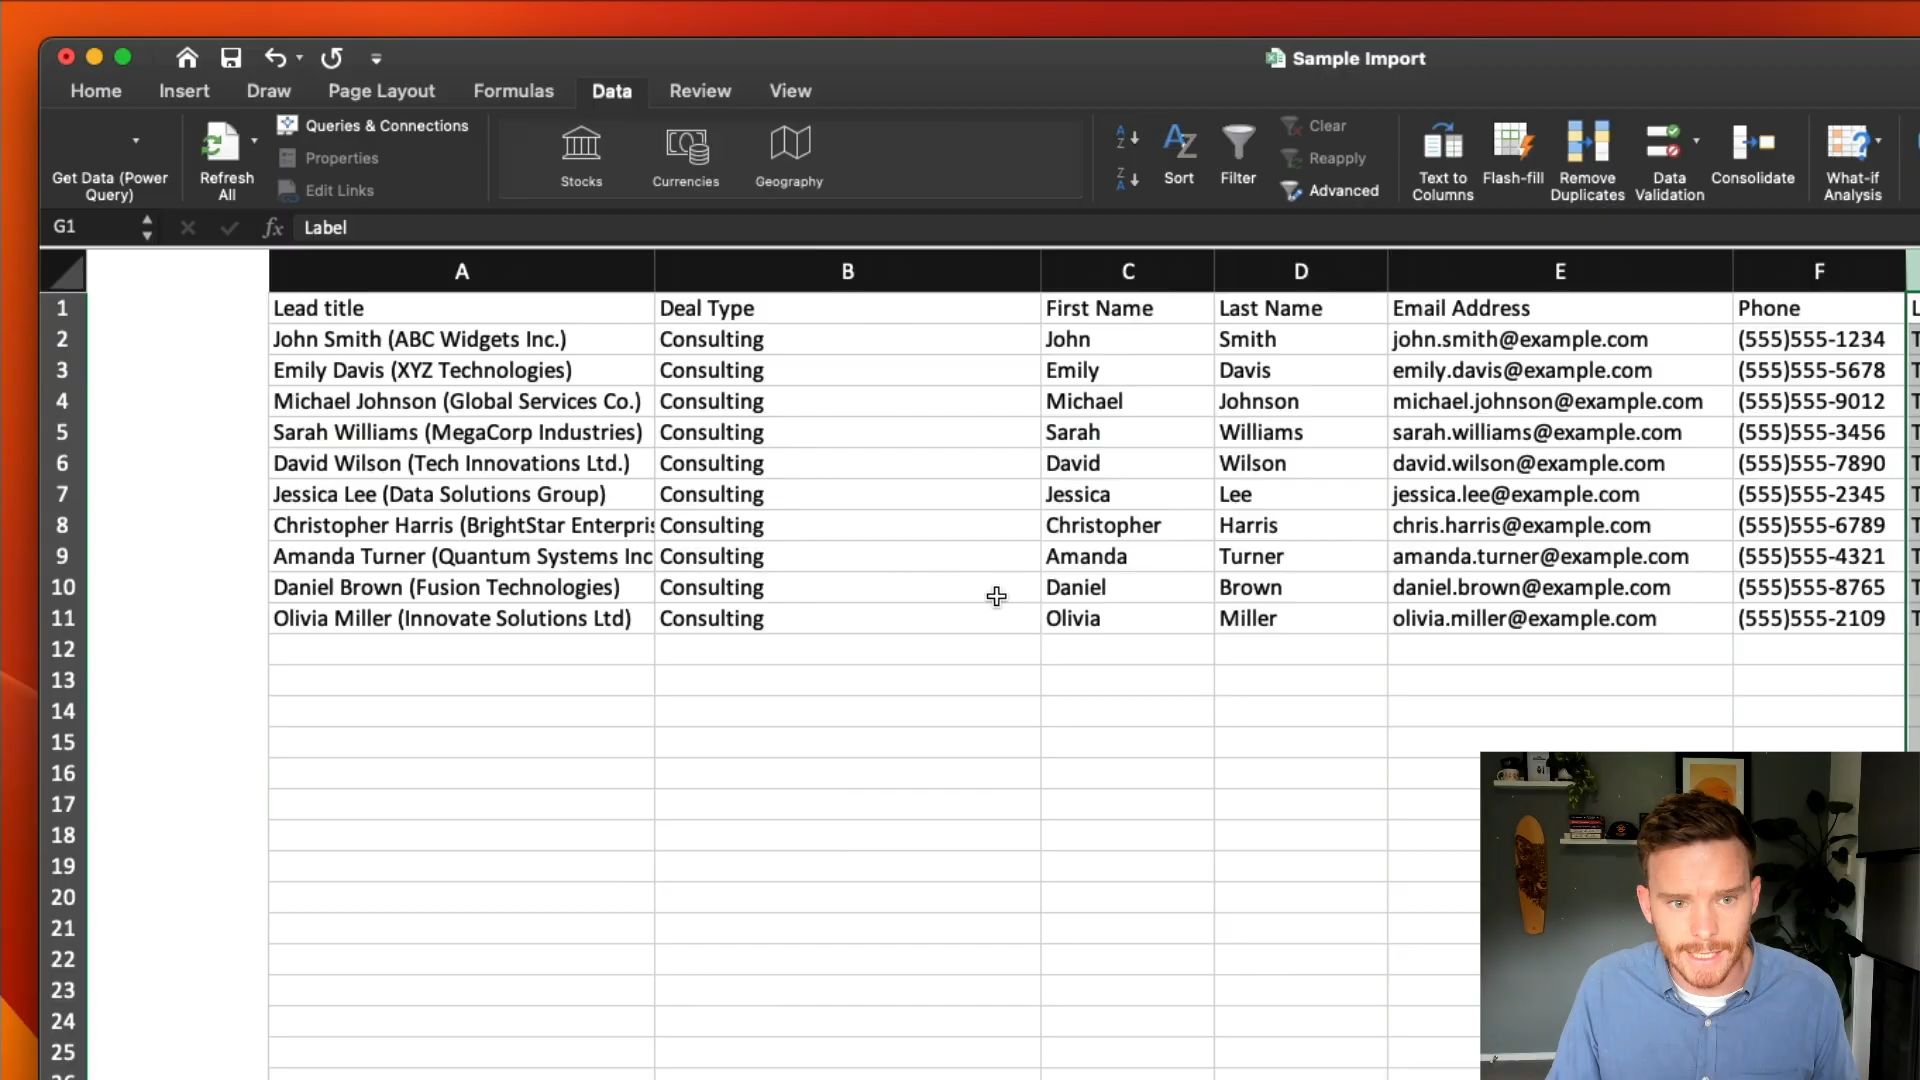 Sample Import
Home Insert Draw Page Layout Formulas Data Review View
Get Data (Power Query)
Refresh All
Queries & Connections
Properties
Edit Links
Stocks
Currencies
Geography
Sort
Filter
Clear
Reapply
Advanced
Text to Columns
Flash-fill
Remove Duplicates
Data Validation
Consolidate
What-if Analysis
G1 fx Label
A B C D E F
1 Lead title Deal Type First Name Last Name Email Address Phone
2 John Smith (ABC Widgets Inc.) Consulting John Smith john.smith@example.com (555)555-1234
3 Emily Davis (XYZ Technologies) Consulting Emily Davis emily.davis@example.com (555)555-5678
4 Michael Johnson (Global Services Co.) Consulting Michael Johnson michael.johnson@example.com (555)555-9012
5 Sarah Williams (MegaCorp Industries) Consulting Sarah Williams sarah.williams@example.com (555)555-3456
6 David Wilson (Tech Innovations Ltd.) Consulting David Wilson david.wilson@example.com (555)555-7890
7 Jessica Lee (Data Solutions Group) Consulting Jessica Lee jessica.lee@example.com (555)555-2345
8 Christopher Harris (BrightStar Enterpris Consulting Christopher Harris chris.harris@example.com (555)555-6789
9 Amanda Turner (Quantum Systems Inc Consulting Amanda Turner amanda.turner@example.com (555)555-4321
10 Daniel Brown (Fusion Technologies) Consulting Daniel Brown daniel.brown@example.com (555)555-8765
11 Olivia Miller (Innovate Solutions Ltd) Consulting Olivia Miller olivia.miller@example.com (555)555-2109
12
13
14
15
16
17
18
19
20
21
22
23
24
25